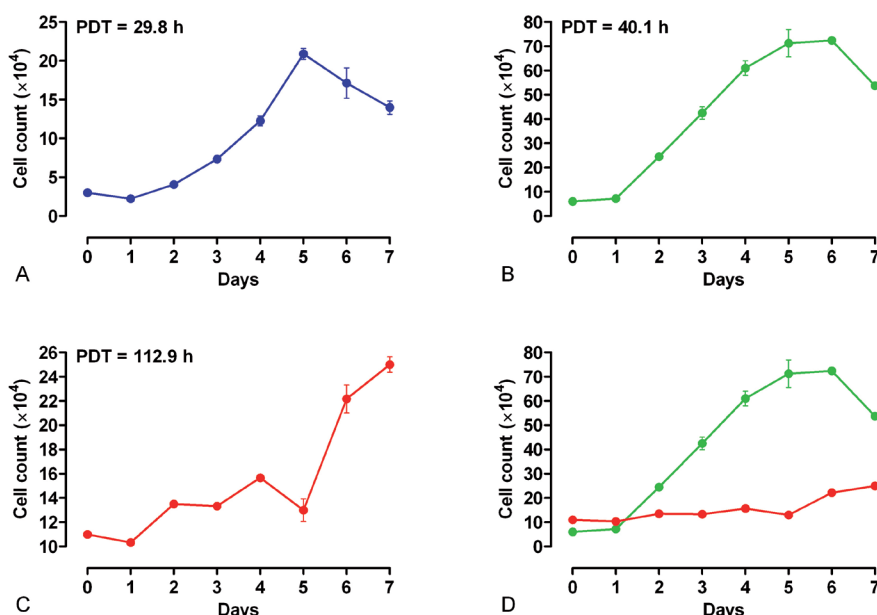 PDT = 29.8 h
Cell count (×10⁴)
25
20
15
10
5
0
0 1 2 3 4 5 6 7
Days
A
PDT = 40.1 h
Cell count (×10⁴)
80
70
60
50
40
30
20
10
0
0 1 2 3 4 5 6 7
Days
B
PDT = 112.9 h
Cell count (×10⁴)
26
24
22
20
18
16
14
12
10
0 1 2 3 4 5 6 7
Days
C
Cell count (×10⁴)
80
70
60
50
40
30
20
10
0
0 1 2 3 4 5 6 7
Days
D